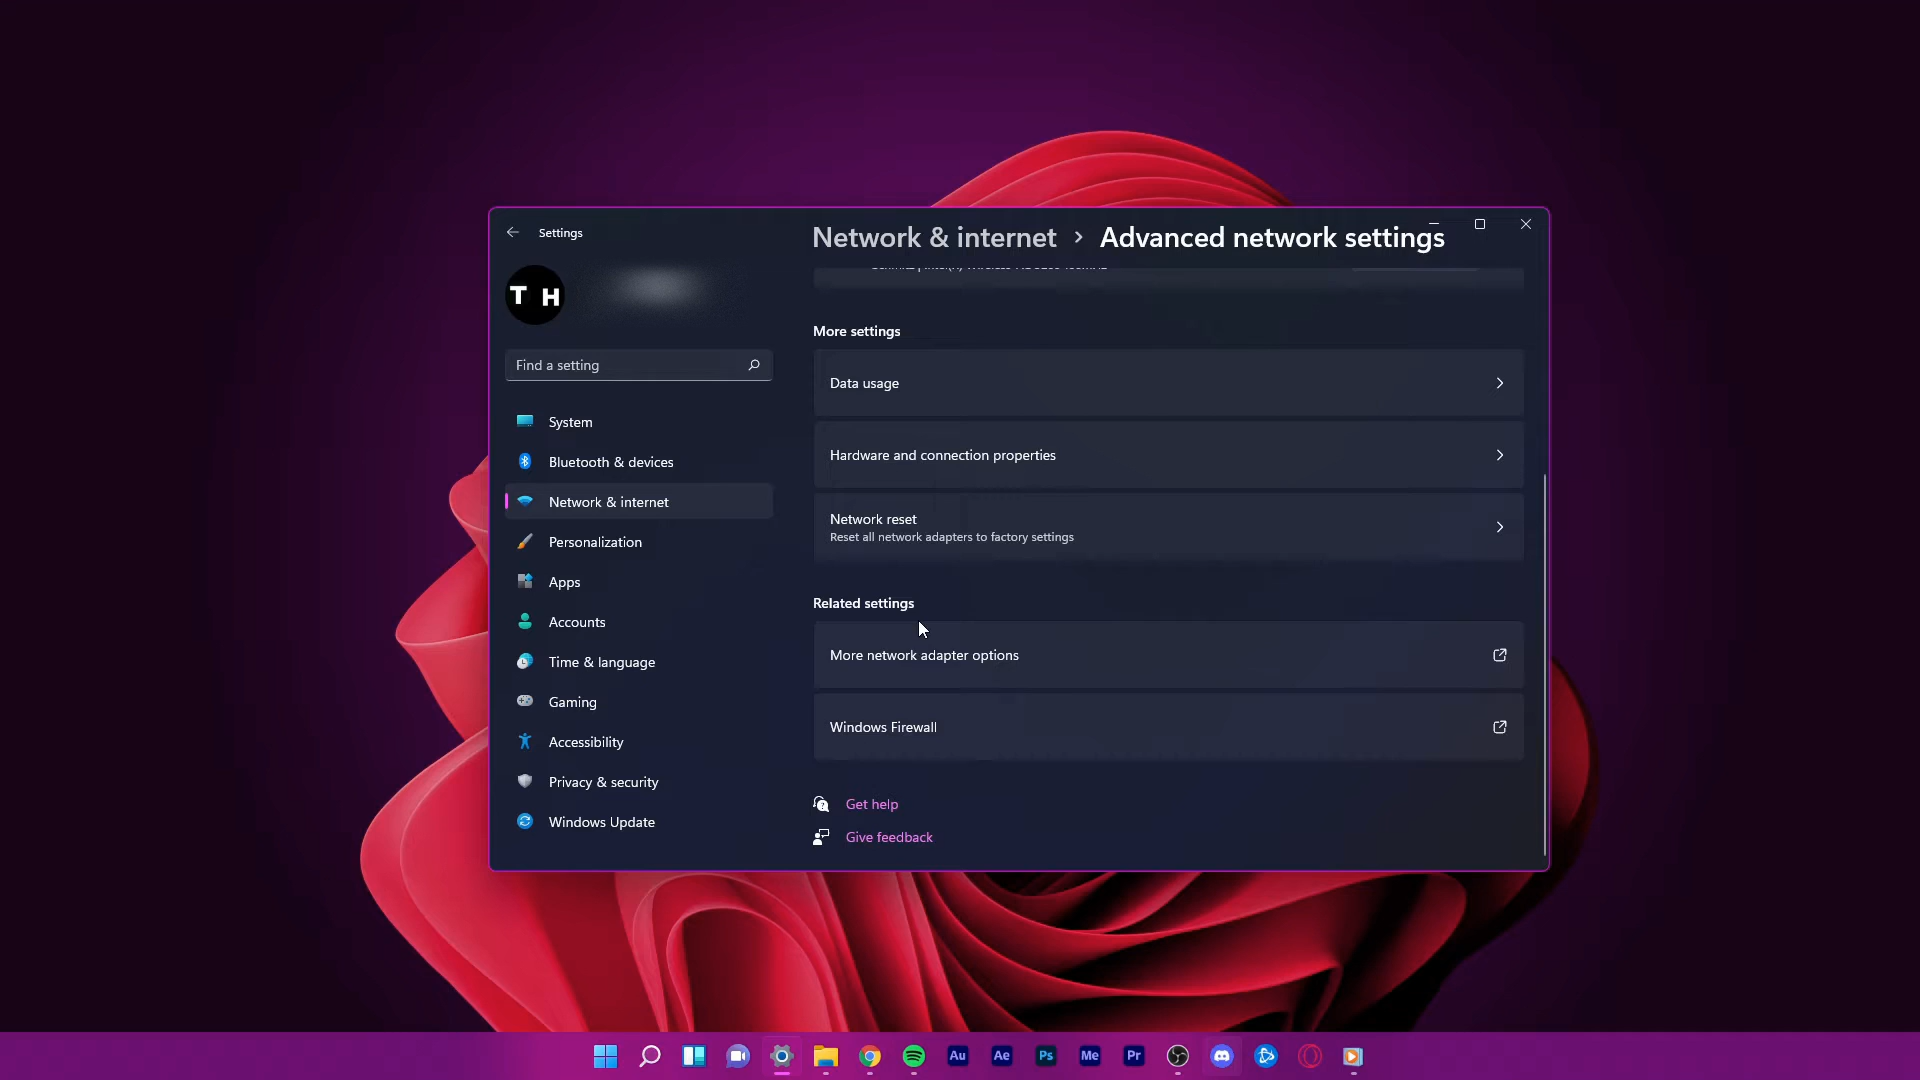 Settings
Network & internet › Advanced network settings
T H
Find a setting
System
Bluetooth & devices
Network & internet
Personalization
Apps
Accounts
Time & language
Gaming
Accessibility
Privacy & security
Windows Update
More settings
Data usage
Hardware and connection properties
Network reset
Reset all network adapters to factory settings
Related settings
More network adapter options
Windows Firewall
Get help
Give feedback
Au
Ae
Ps
Me
Pr